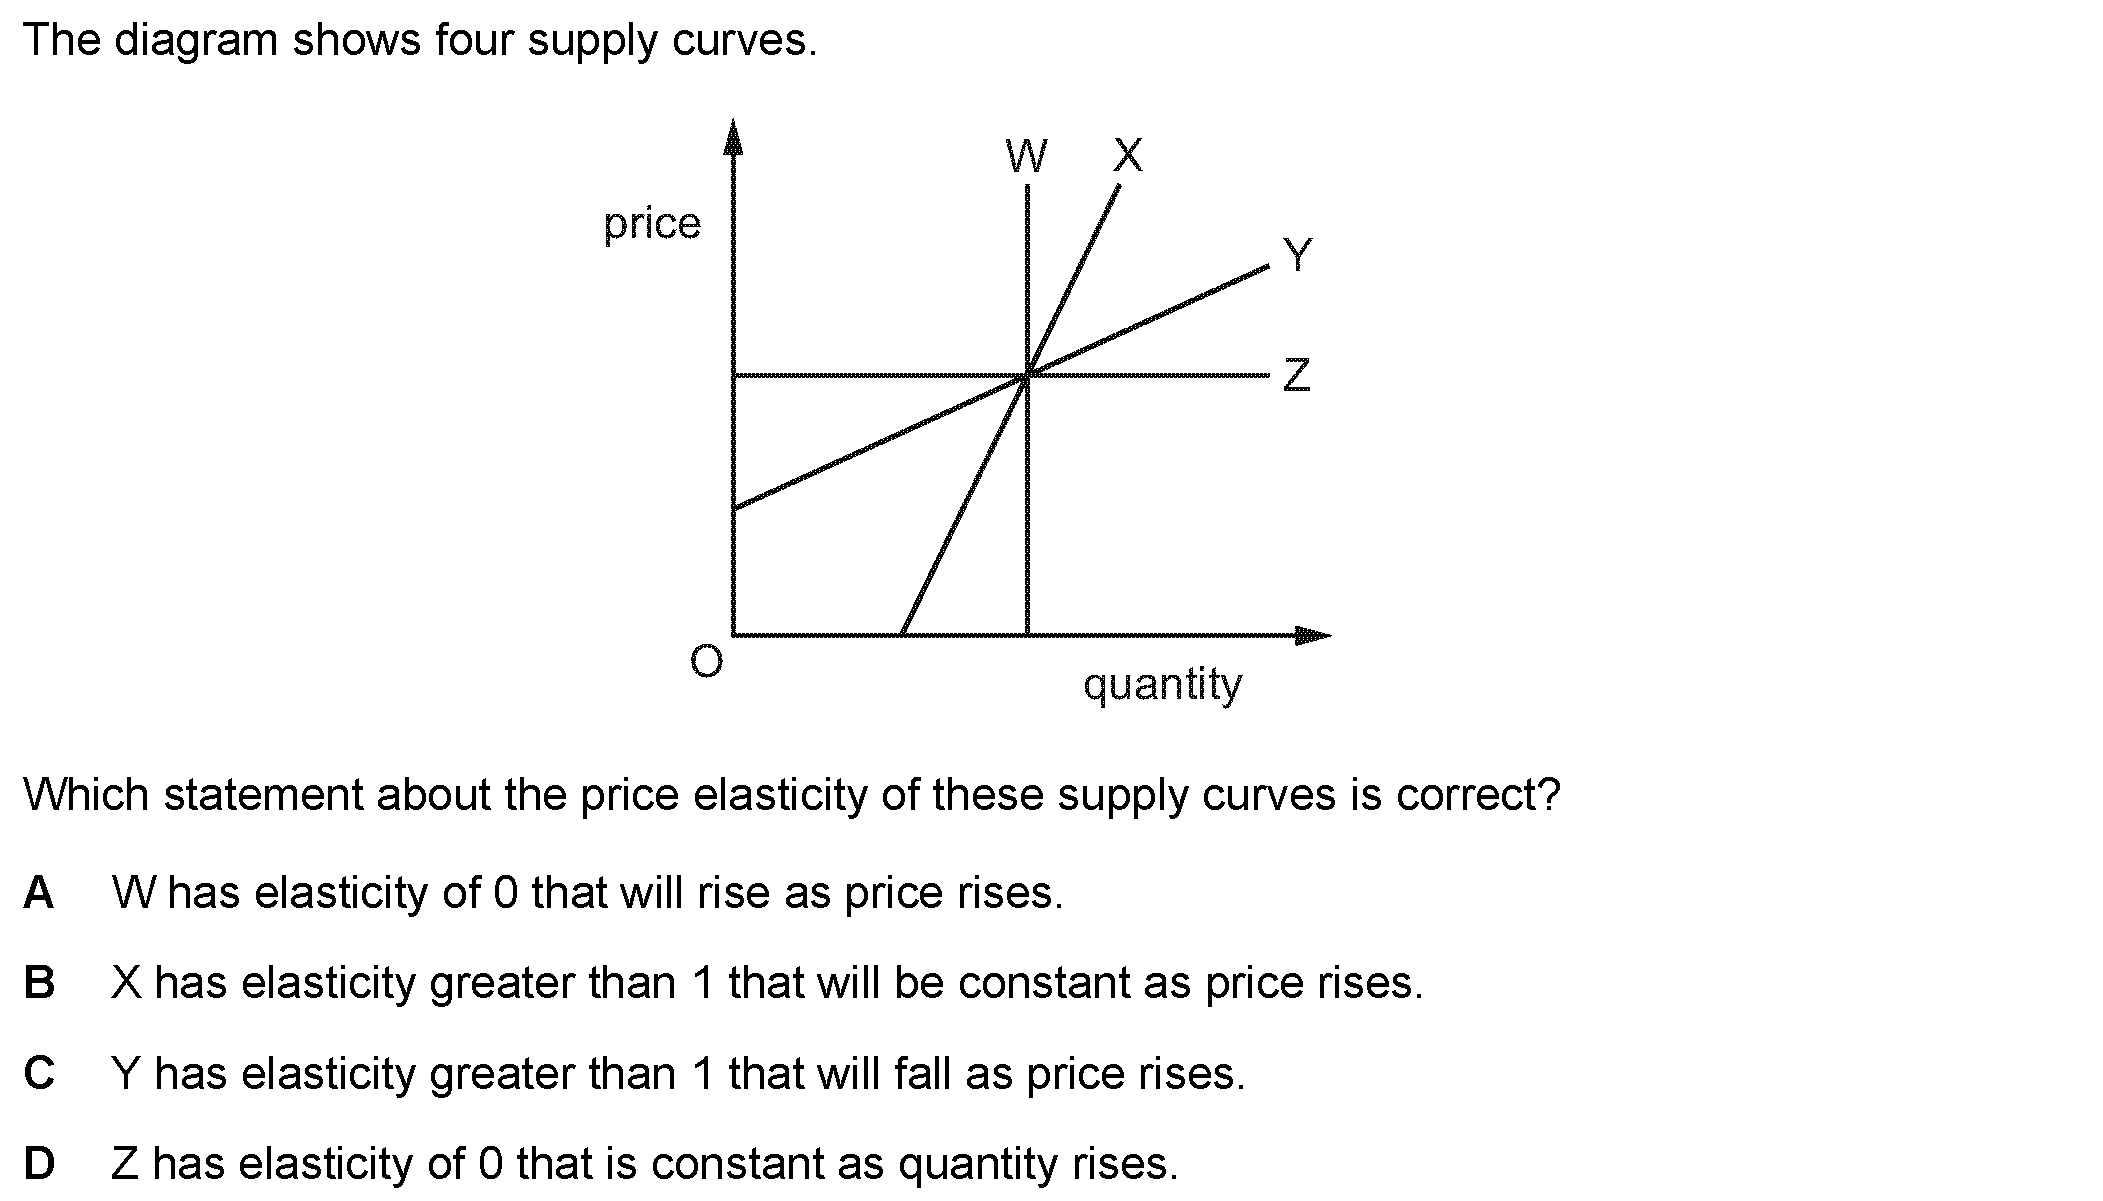 The diagram shows four supply curves.
W X
price
Y
Z
O
quantity
Which statement about the price elasticity of these supply curves is correct?
A W has elasticity of 0 that will rise as price rises.
B X has elasticity greater than 1 that will be constant as price rises.
C Y has elasticity greater than 1 that will fall as price rises.
D Z has elasticity of 0 that is constant as quantity rises.